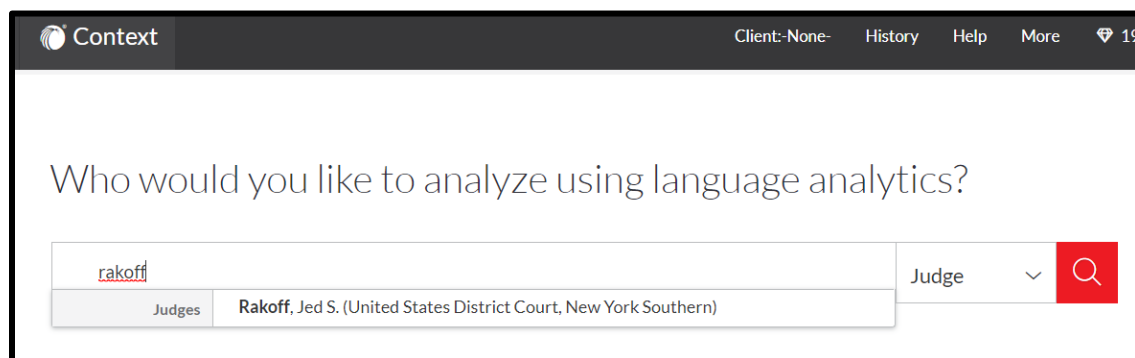 Context Client:-None- History Help More 19
Who would you like to analyze using language analytics?
rakoff Judge
Judges Rakoff, Jed S. (United States District Court, New York Southern)